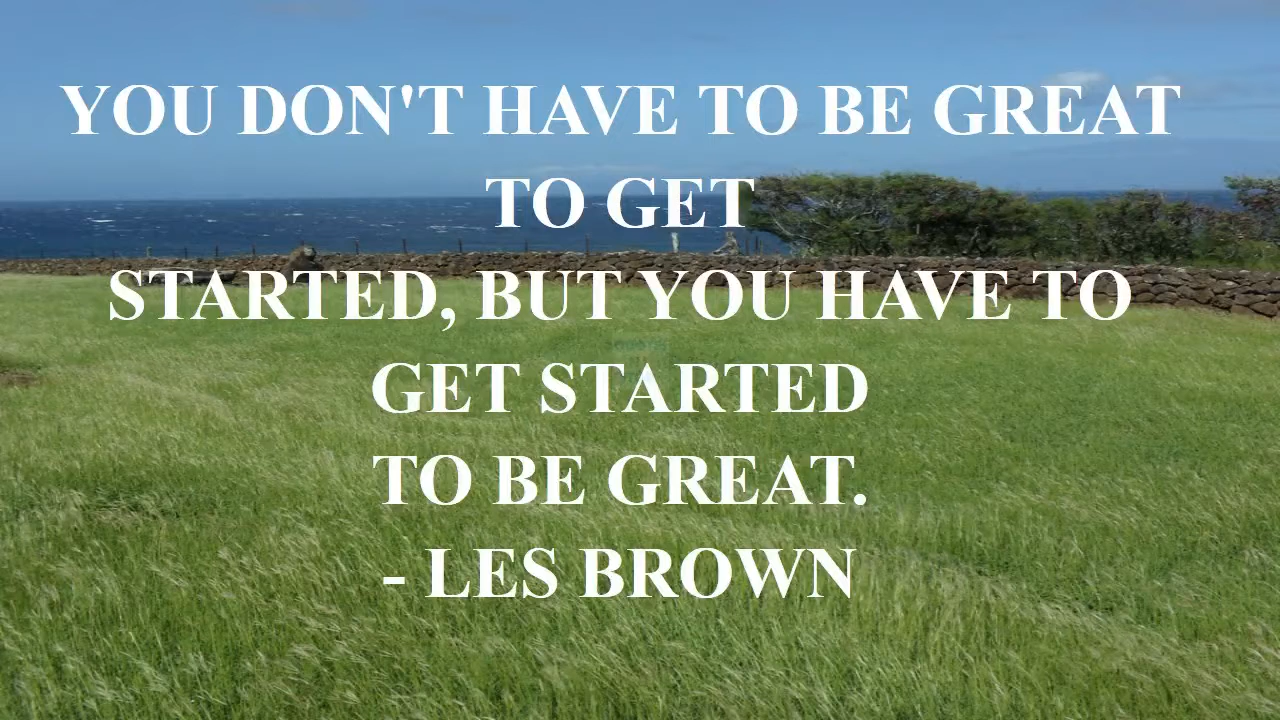 YOU DON'T HAVE TO BE GREAT
TO GET
STARTED, BUT YOU HAVE TO
GET STARTED
TO BE GREAT.
- LES BROWN